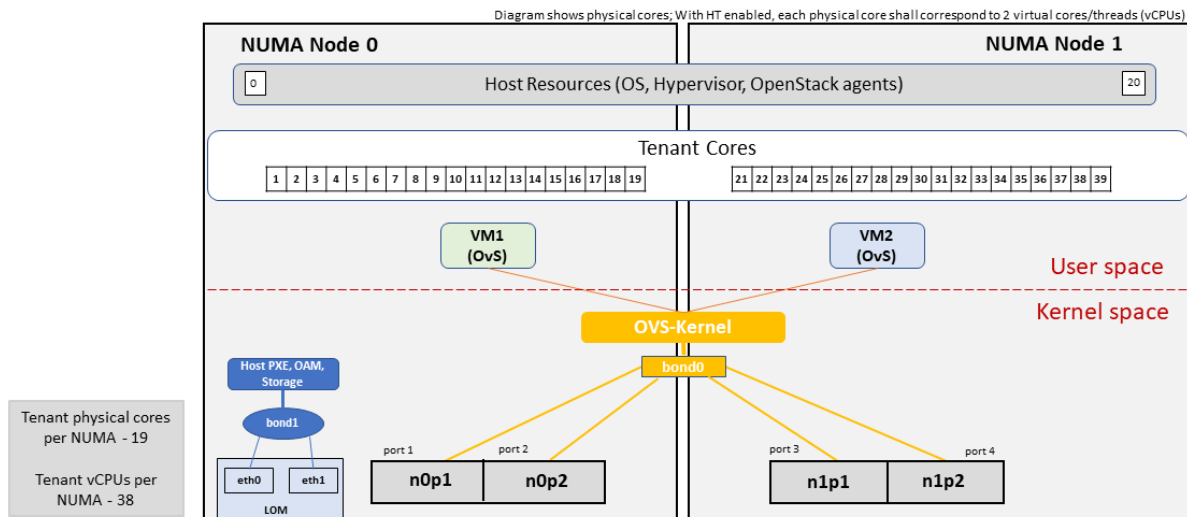 Diagram shows physical cores; With HT enabled, each physical core shall correspond to 2 virtual cores/threads (vCPUs)
NUMA Node 0
NUMA Node 1
0
Host Resources (OS, Hypervisor, OpenStack agents)
20
Tenant Cores
1 2 3 4 5 6 7 8 9 10 11 12 13 14 15 16 17 18 19
21 22 23 24 25 26 27 28 29 30 31 32 33 34 35 36 37 38 39
VM1
(OvS)
VM2
(OvS)
User space
Kernel space
OVS-Kernel
bond0
Host PXE, OAM,
Storage
bond1
eth0
eth1
LOM
Tenant physical cores
per NUMA - 19
Tenant vCPUs per
NUMA - 38
port 1
port 2
port 3
port 4
n0p1
n0p2
n1p1
n1p2